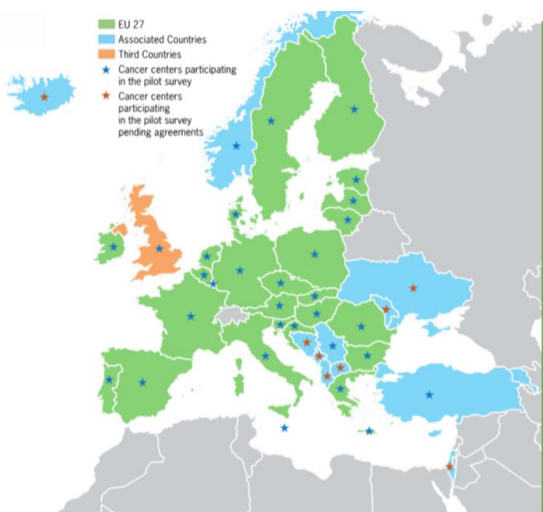 EU 27
Associated Countries
Third Countries
Cancer centers participating
in the pilot survey
Cancer centers
participating
in the pilot survey
pending agreements